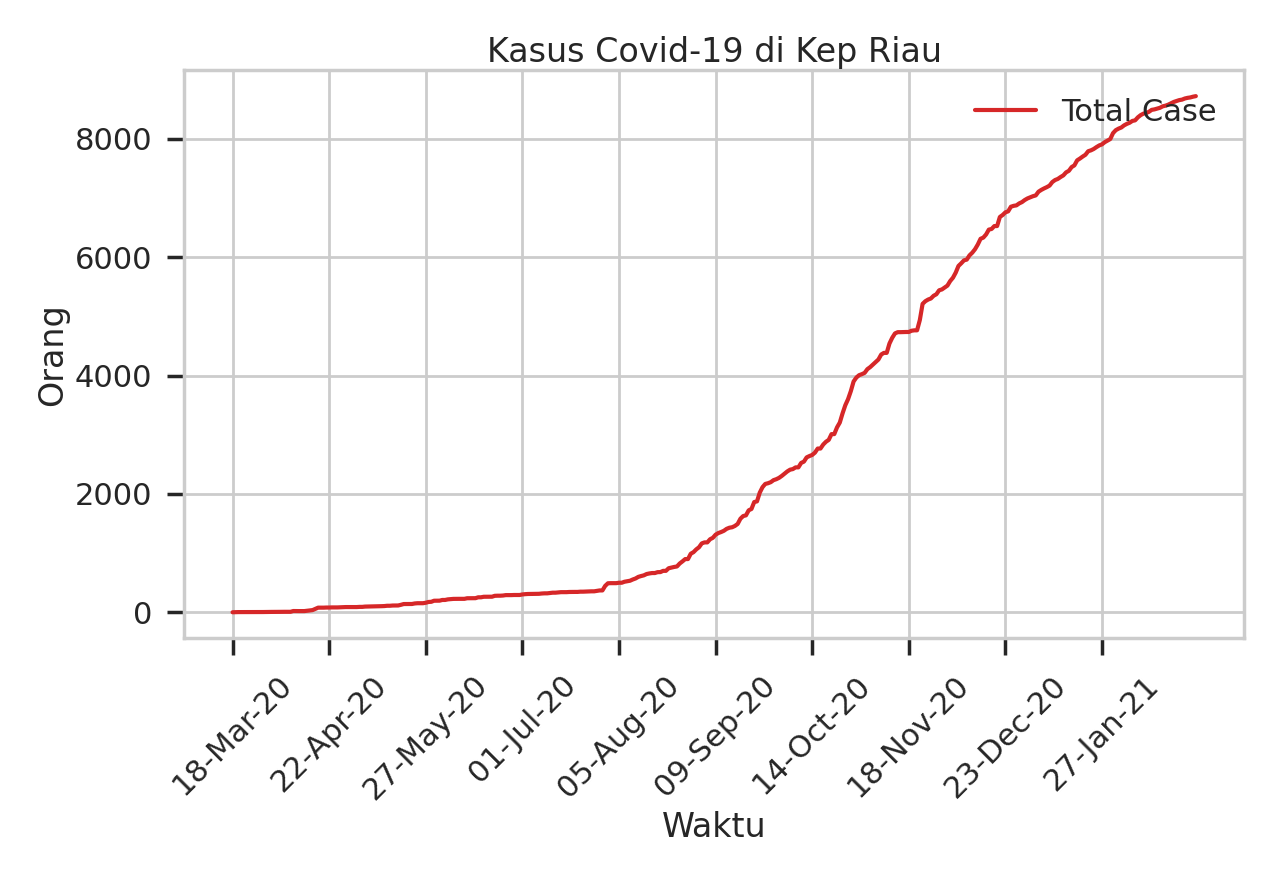 Kasus Covid-19 di Kep Riau
Total Case
8000
6000
4000
2000
0
Orang
18-Mar-20
22-Apr-20
27-May-20
01-Jul-20
05-Aug-20
09-Sep-20
14-Oct-20
18-Nov-20
23-Dec-20
27-Jan-21
Waktu